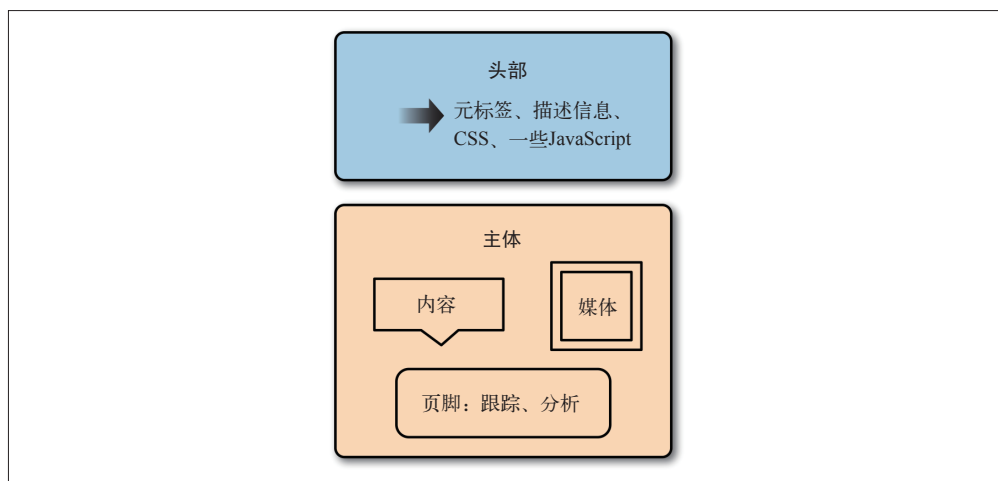 头部
元标签、描述信息、
CSS、一些JavaScript
主体
内容
媒体
页脚：跟踪、分析